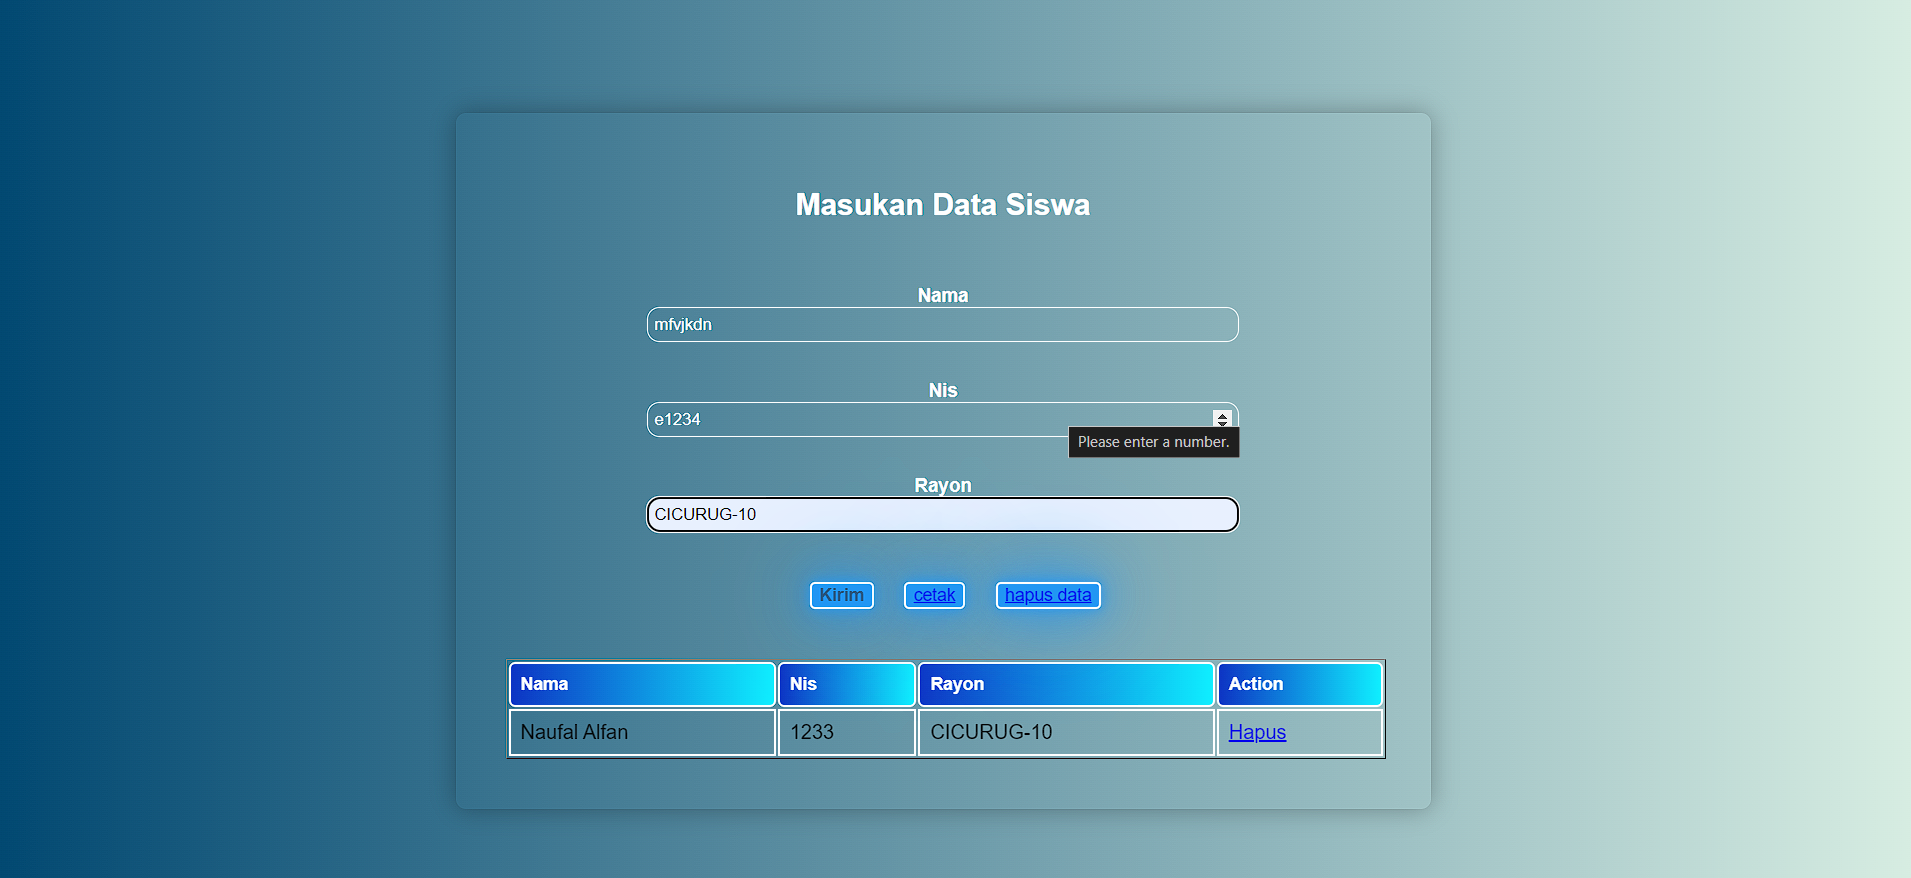 Masukan Data Siswa
Nama
mfvjkdn
Nis
e1234
Please enter a number.
Rayon
CICURUG-10
Kirim cetak hapus data
Nama Nis Rayon Action
Naufal Alfan 1233 CICURUG-10 Hapus